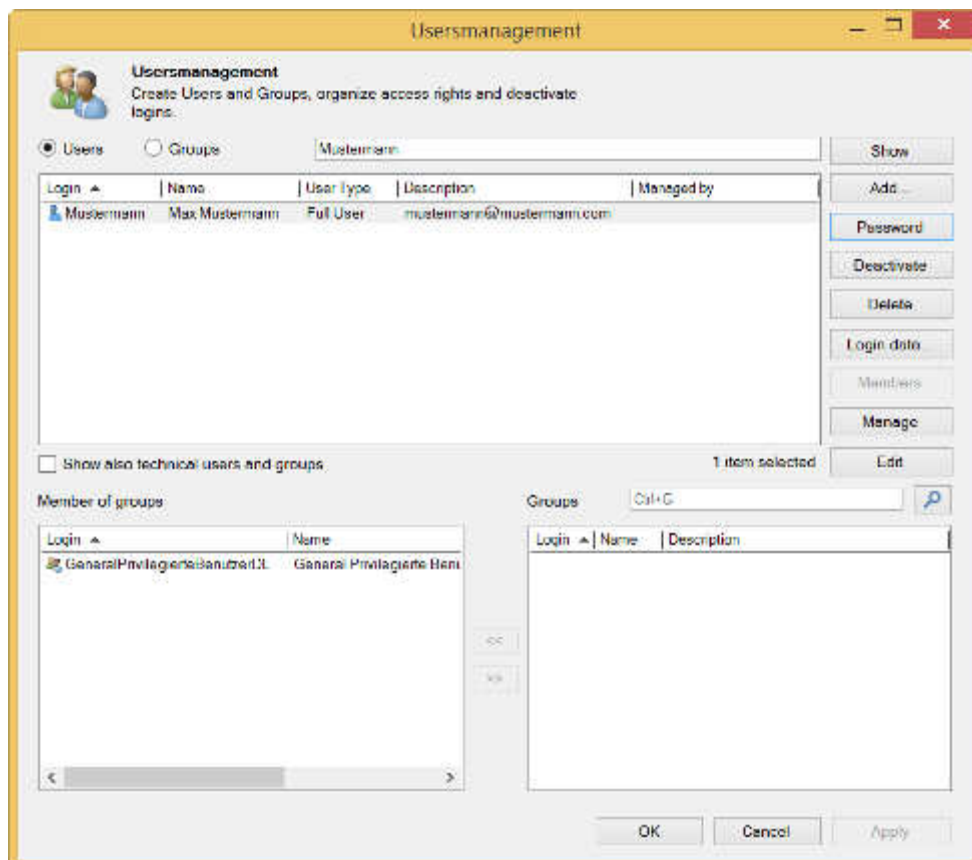 Usersmanagement
Usersmanagement
Create Users and Groups, organize access rights and deactivate
logins.
Users Groups Mustermann Show
Login Name User Type Description Managed by Add...
Mustermann Max Mustermann Full User mustermann@mustermann.com
Password
Deactivate
Delete
Login data...
Members
Manage
Show also technical users and groups 1 item selected Edit
Member of groups Groups Ctrl+G
Login Name Login Name Description
General Privilegierte Benu
<<
>>
OK Cancel Apply